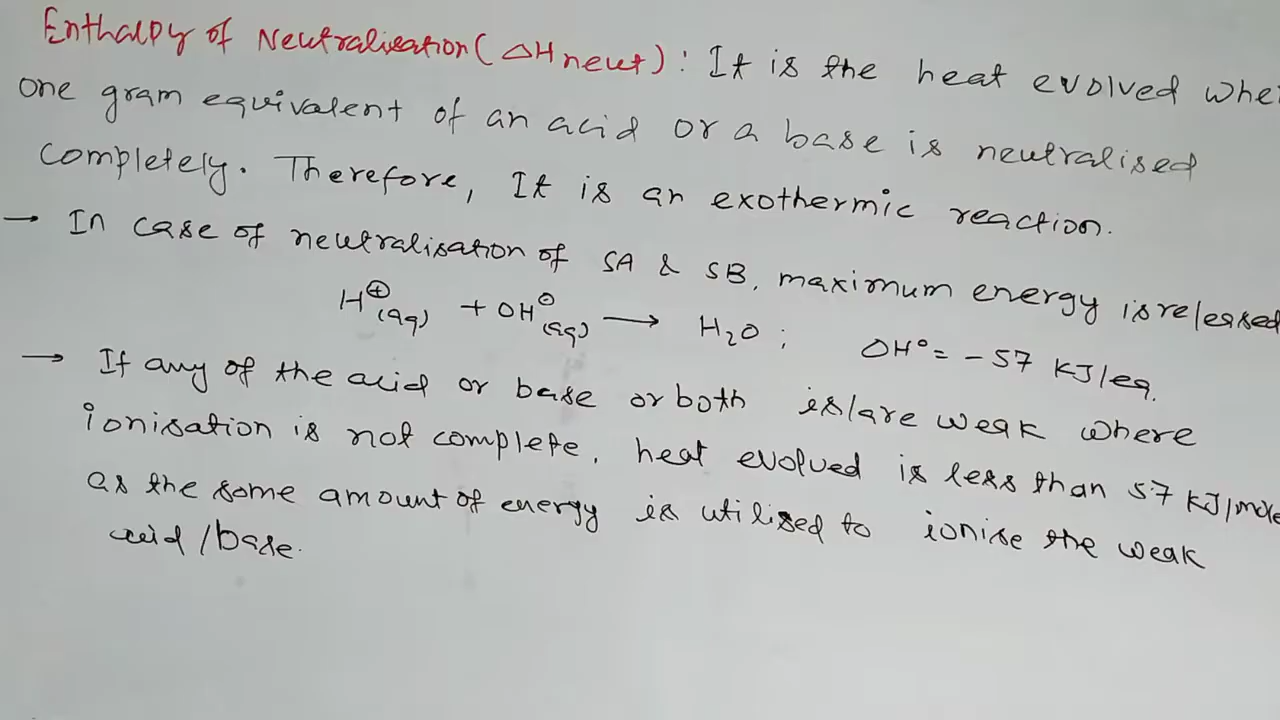 Enthalpy of Neutralisation (ΔH neut) : It is the heat evolved whe
one gram equivalent of an acid or a base is neutralised
completely. Therefore, It is an exothermic reaction.
→ In case of neutralisation of SA & SB, maximum energy is released
H⊕(aq) + OH⊖(aq) → H₂O ; OH° = -57 KJ/eq.
→ If any of the acid or base or both is/are weak where
ionisation is not complete, heat evolved is less than 57 KJ/mole
as the some amount of energy is utilised to ionise the weak
acid/base.